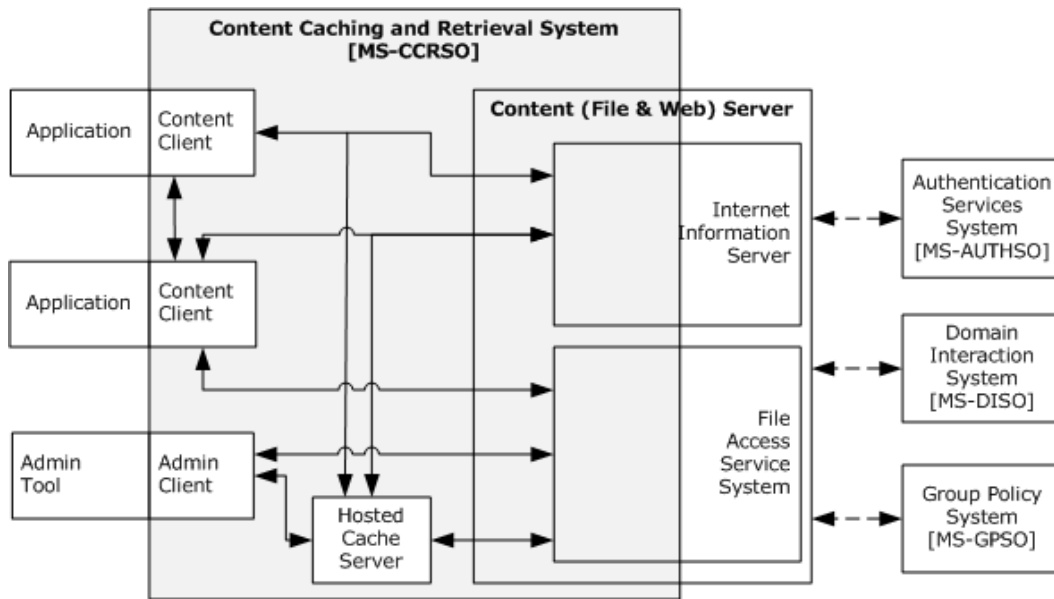 Content Caching and Retrieval System
[MS-CCRSO]
Content (File & Web) Server
Application
Content
Client
Internet
Information
Server
Authentication
Services
System
[MS-AUTHSO]
Application
Content
Client
Domain
Interaction
System
[MS-DISO]
File
Access
Service
System
Admin
Tool
Admin
Client
Hosted
Cache
Server
Group Policy
System
[MS-GPSO]